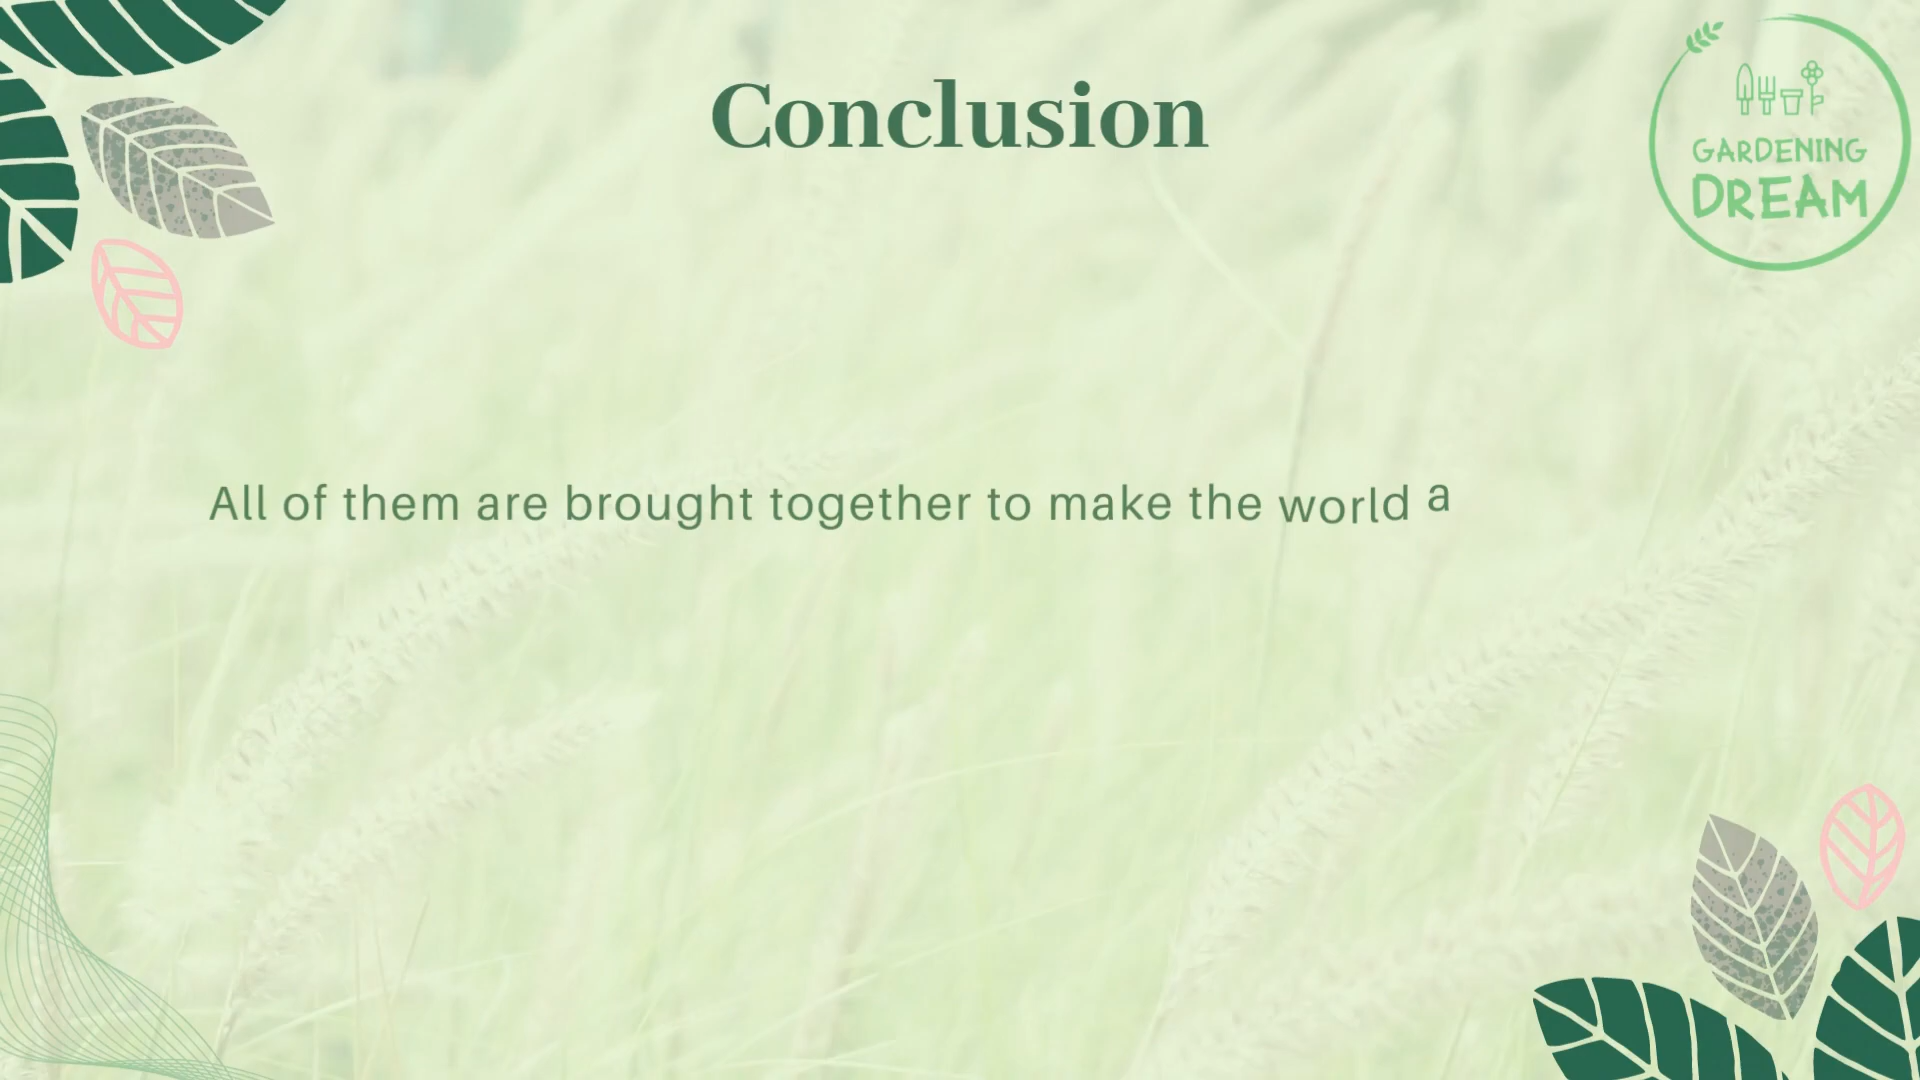 Conclusion
GARDENING
DREAM
All of them are brought together to make the world a